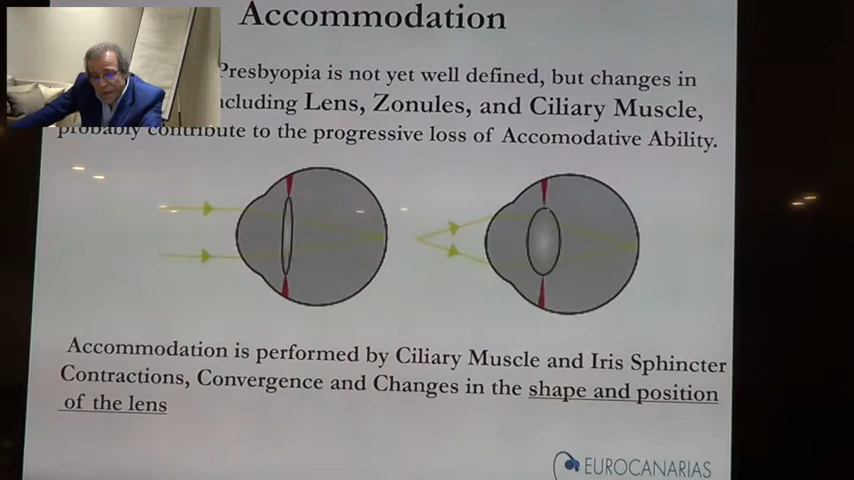 Accommodation
Presbyopia is not yet well defined, but changes in
cluding Lens, Zonules, and Ciliary Muscle,
probably contribute to the progressive loss of Accomodative Ability.
Accommodation is performed by Ciliary Muscle and Iris Sphincter
Contractions, Convergence and Changes in the shape and position
of the lens
EUROCANARIAS